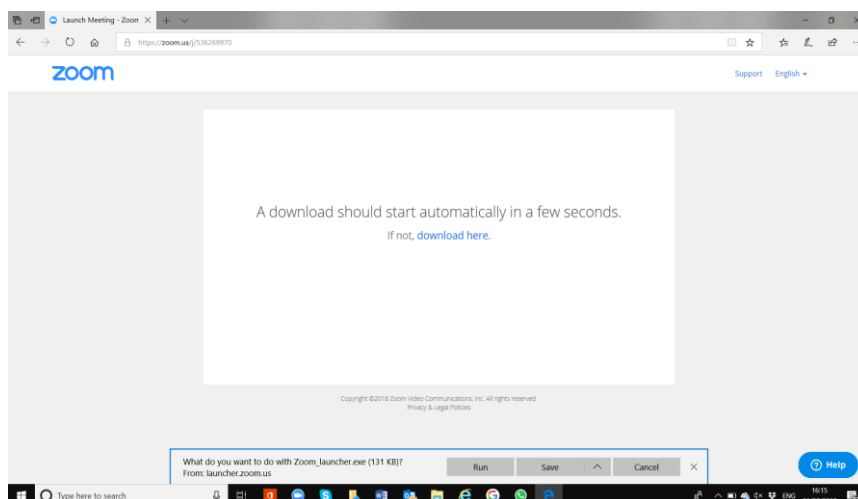 Launch Meeting - Zoom
https://zoom.us/j/536269970
zoom
Support English
A download should start automatically in a few seconds.
If not, download here.
Copyright ©2018 Zoom Video Communications, Inc. All rights reserved.
Privacy & Legal Policies
What do you want to do with Zoom_launcher.exe (131 KB)?
From: launcher.zoom.us
Run Save Cancel
Help
Type here to search
ENG
16:15